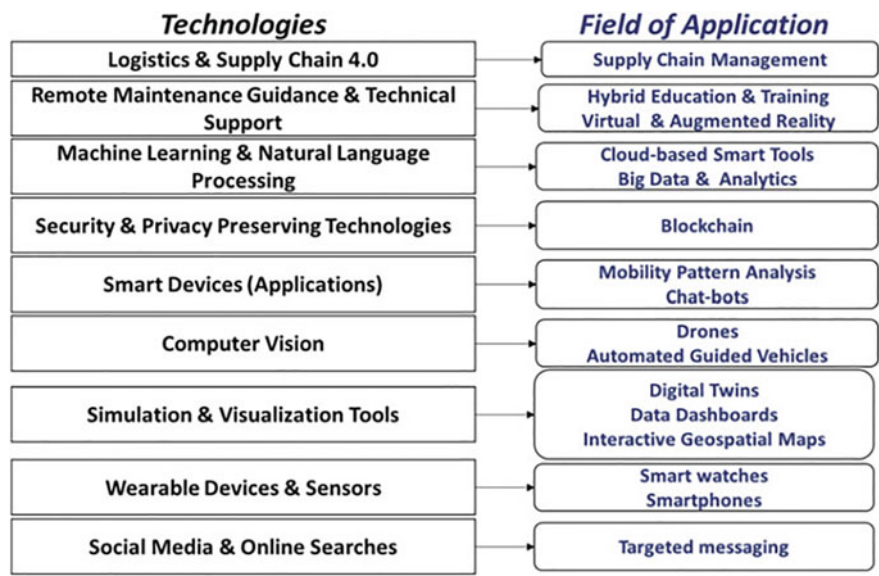 Technologies
Field of Application
Logistics & Supply Chain 4.0
Supply Chain Management
Remote Maintenance Guidance & Technical
Support
Hybrid Education & Training
Virtual & Augmented Reality
Machine Learning & Natural Language
Processing
Cloud-based Smart Tools
Big Data & Analytics
Security & Privacy Preserving Technologies
Blockchain
Smart Devices (Applications)
Mobility Pattern Analysis
Chat-bots
Computer Vision
Drones
Automated Guided Vehicles
Simulation & Visualization Tools
Digital Twins
Data Dashboards
Interactive Geospatial Maps
Wearable Devices & Sensors
Smart watches
Smartphones
Social Media & Online Searches
Targeted messaging